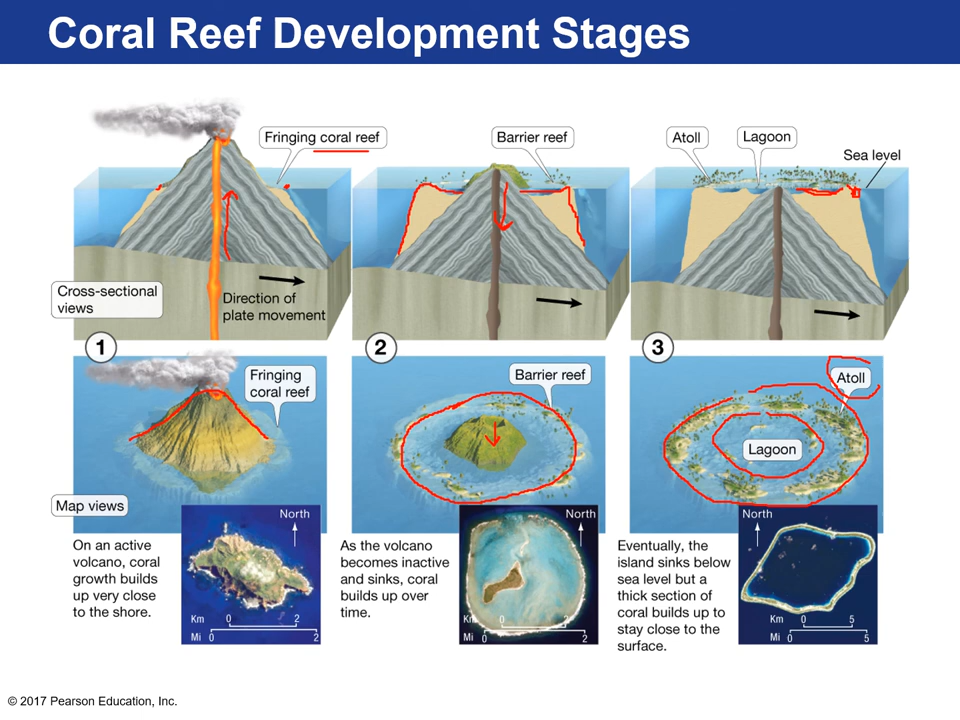 Coral Reef Development Stages
Fringing coral reef
Barrier reef
Atoll
Lagoon
Sea level
Cross-sectional
views
Direction of
plate movement
1
2
3
Fringing
coral reef
Barrier reef
Atoll
Lagoon
Map views
On an active
volcano, coral
growth builds
up very close
to the shore.
North
Km 0 2
Mi 0 2
As the volcano
becomes inactive
and sinks, coral
builds up over
time.
North
Km 0 2
Mi 0 2
Eventually, the
island sinks below
sea level but a
thick section of
coral builds up to
stay close to the
surface.
North
Km 0 5
Mi 0 5
© 2017 Pearson Education, Inc.